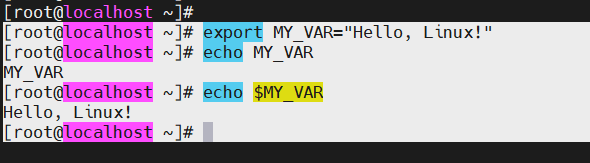 [root@localhost ~]#
[root@localhost ~]# export MY_VAR="Hello, Linux!"
[root@localhost ~]# echo MY_VAR
MY_VAR
[root@localhost ~]# echo $MY_VAR
Hello, Linux!
[root@localhost ~]#